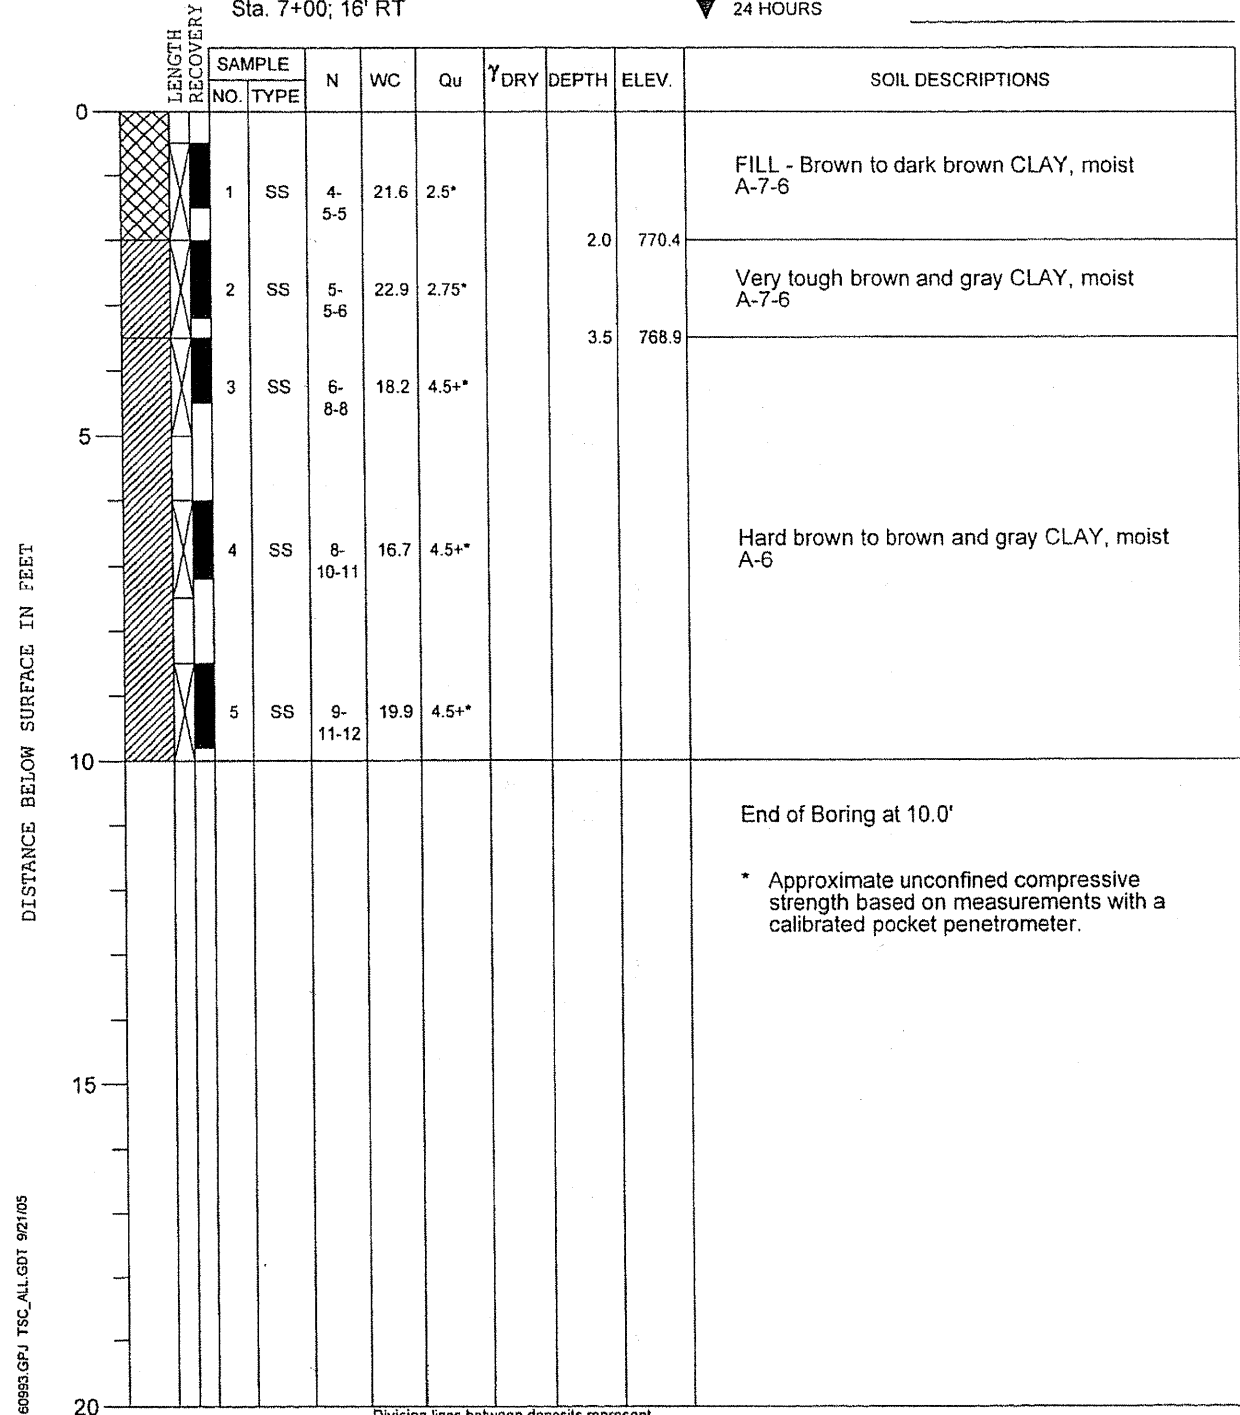 Sta. 7+00; 16' RT
24 HOURS
LENGTH
RECOVERY
SAMPLE
NO. TYPE
N
WC
Qu
γDRY
DEPTH
ELEV.
SOIL DESCRIPTIONS
0
FILL - Brown to dark brown CLAY, moist
A-7-6
1 SS 4- 21.6 2.5*
5-5
2.0 770.4
Very tough brown and gray CLAY, moist
A-7-6
2 SS 5- 22.9 2.75*
5-6
3.5 768.9
3 SS 6- 18.2 4.5+*
8-8
5
Hard brown to brown and gray CLAY, moist
A-6
4 SS 8- 16.7 4.5+*
10-11
5 SS 9- 19.9 4.5+*
11-12
10
End of Boring at 10.0'
* Approximate unconfined compressive
strength based on measurements with a
calibrated pocket penetrometer.
15
20
DISTANCE BELOW SURFACE IN FEET
60993.GPJ TSC_ALL.GDT 9/21/05
Division lines between deposits represent